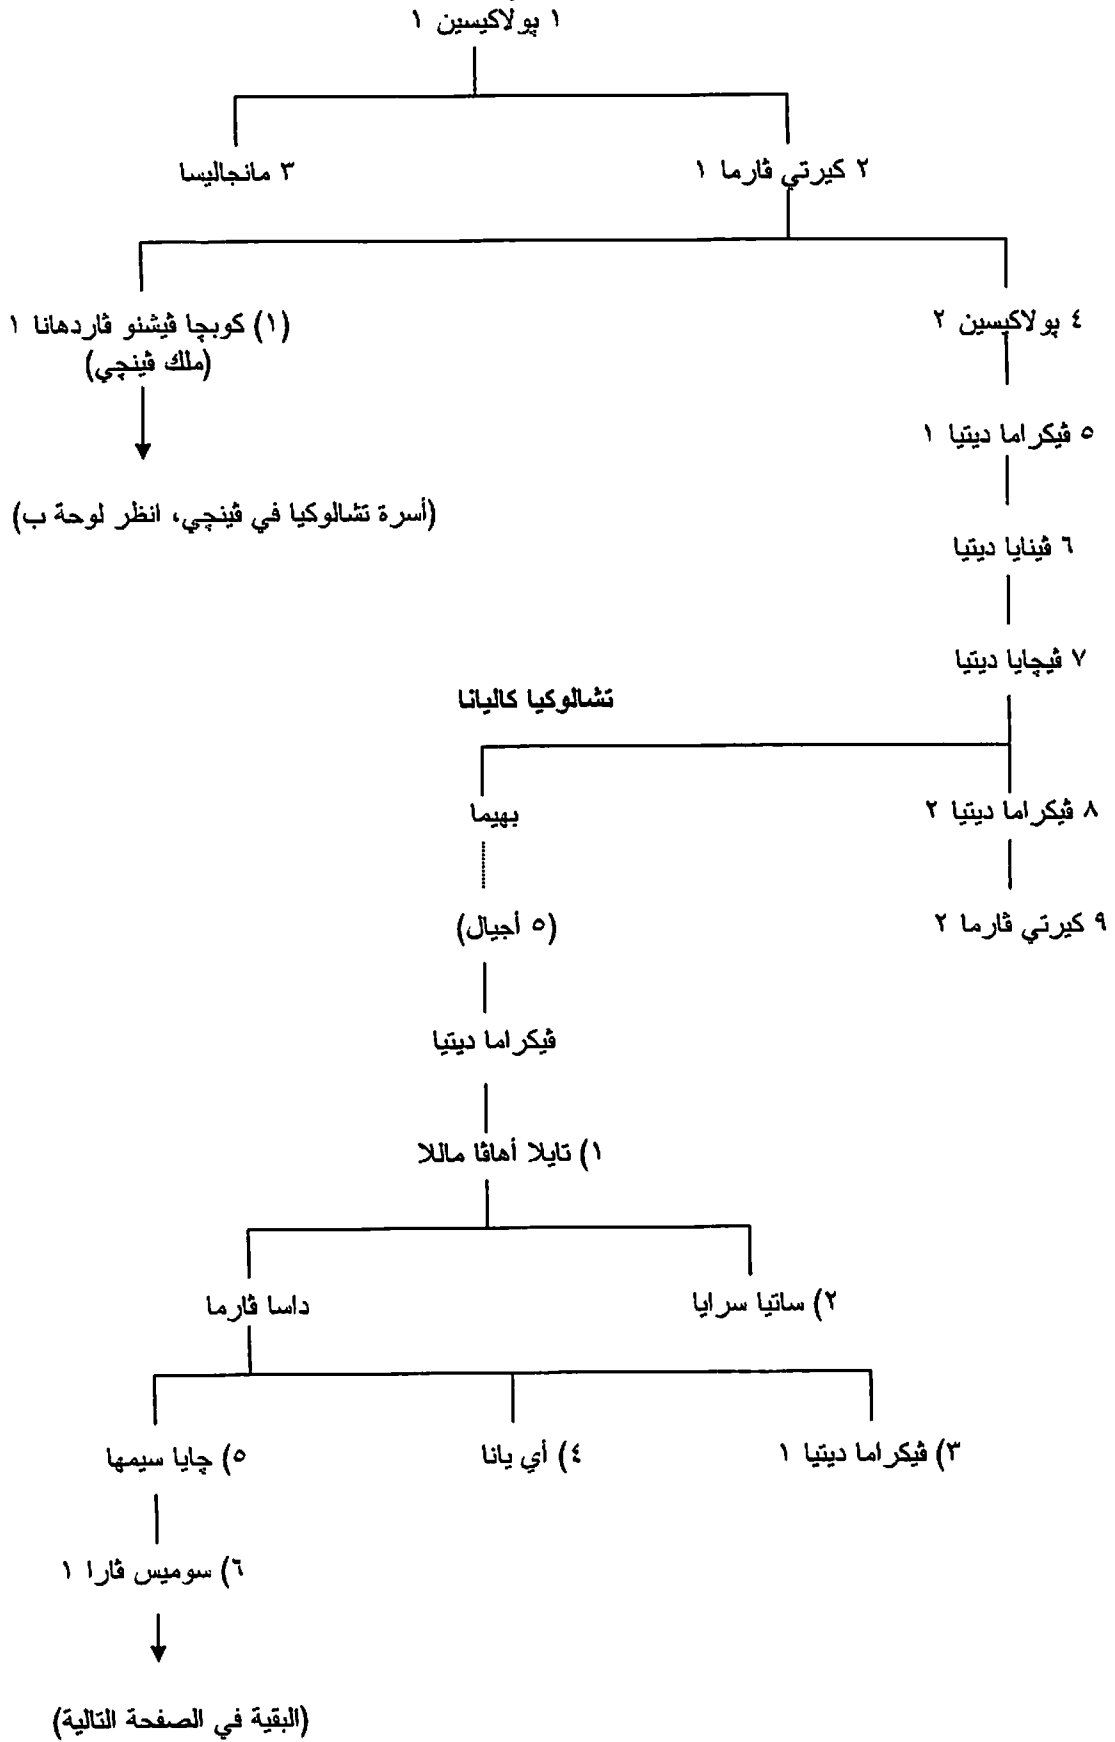 ١ پولاكيسين ١
٢ كيرتي ڤارما ١
٣ مانجاليسا
٤ پولاكيسين ٢
(١) كوبچا ڤيشنو ڤاردهانا ١
(ملك ڤينچي)
٥ ڤيكراما ديتيا ١
(أسرة تشالوكيا في ڤينچي، انظر لوحة ب)
٦ ڤينايا ديتيا
٧ ڤيچايا ديتيا
تشالوكيا كاليانا
٨ ڤيكراما ديتيا ٢
بهيما
٩ كيرتي ڤارما ٢
(٥ أجيال)
ڤيكراما ديتيا
١) تايلا أهاڤا ماللا
٢) ساتيا سرايا
داسا ڤارما
٣) ڤيكراما ديتيا ١
٤) أي يانا
٥) چايا سيمها
٦) سوميس ڤارا ١
(البقية في الصفحة التالية)